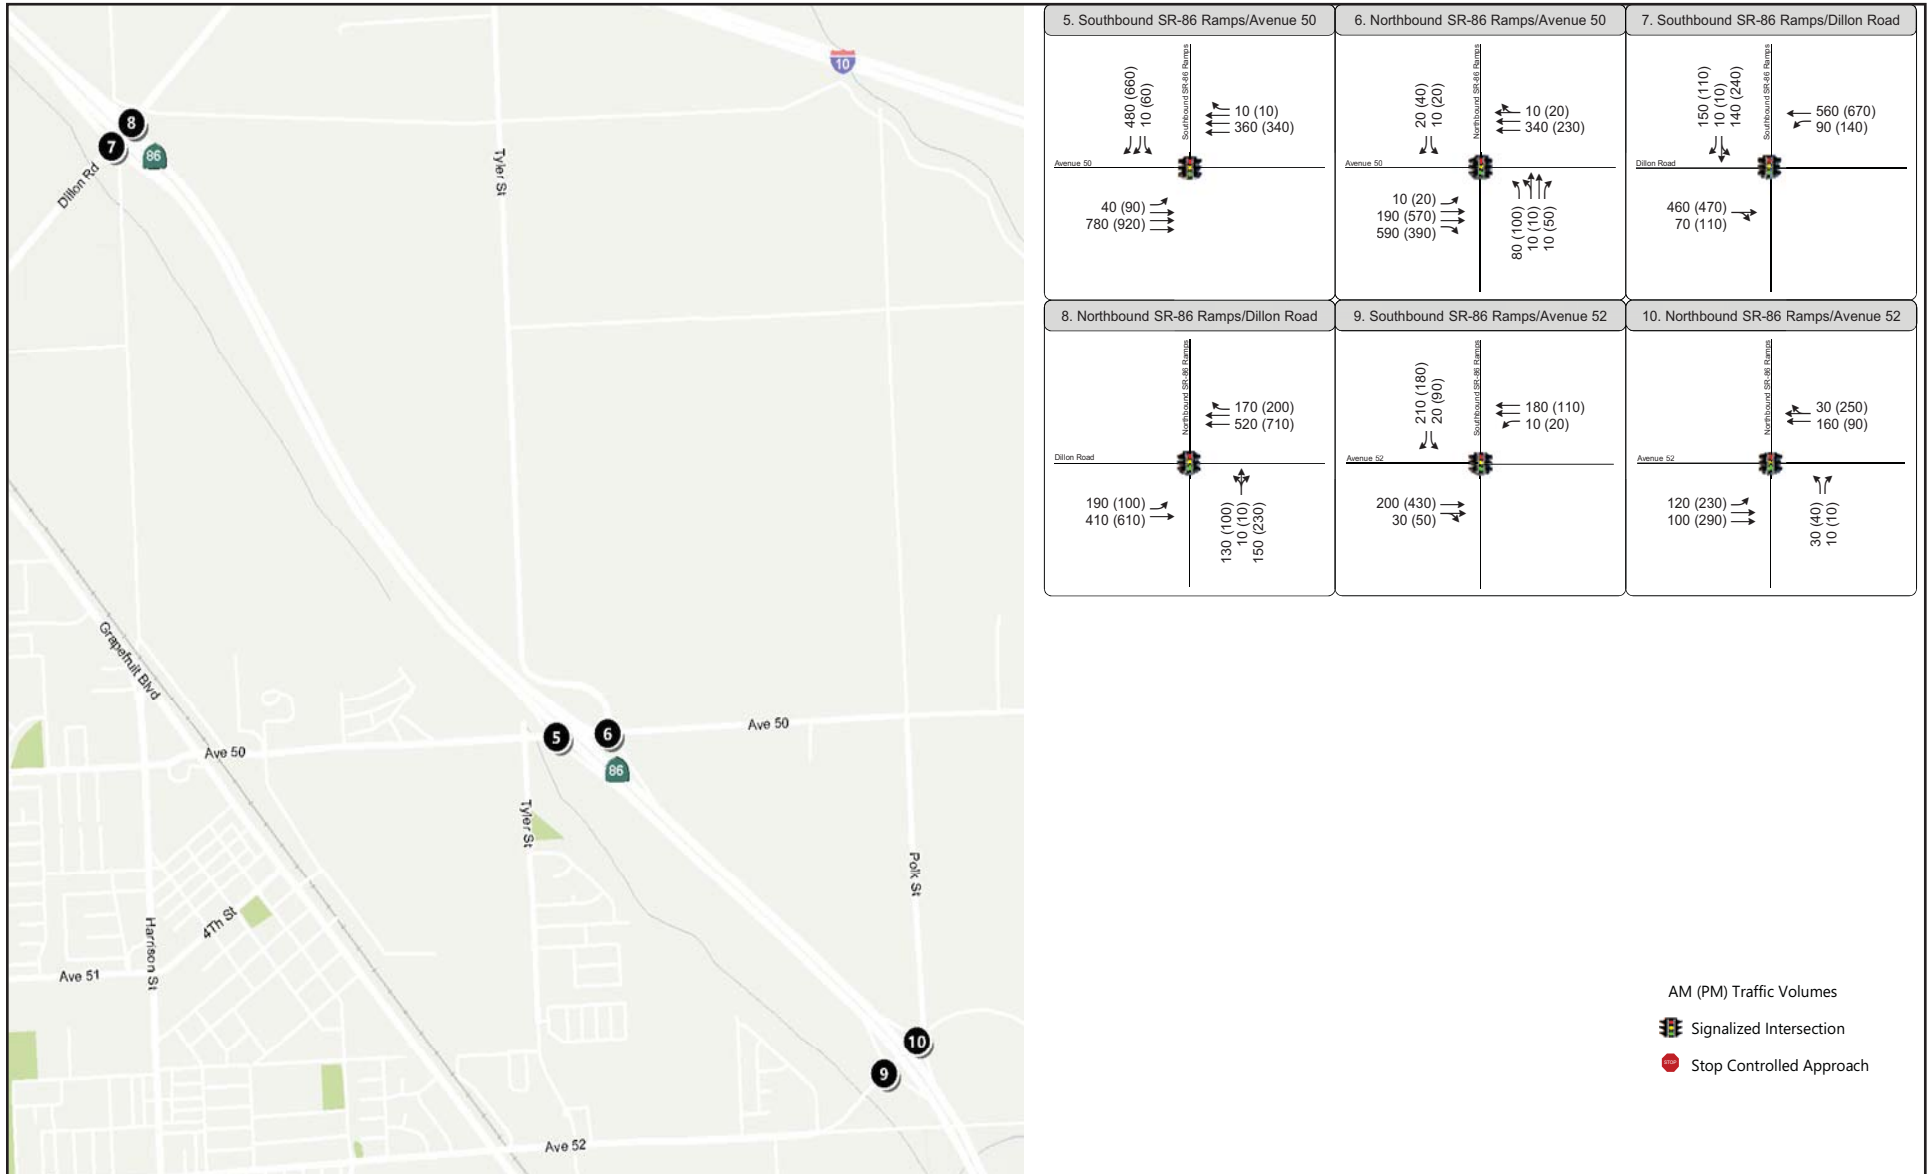 10
8
7
86
Dillon Rd
Tyler St
Grapefruit Blvd
Ave 50
5
6
Ave 50
86
Tyler St
Polk St
4Th St
Harrison St
Ave 51
10
9
Ave 52
5. Southbound SR-86 Ramps/Avenue 50
480 (660)
10 (60)
Southbound SR-86 Ramps
10 (10)
360 (340)
Avenue 50
40 (90)
780 (920)
6. Northbound SR-86 Ramps/Avenue 50
20 (40)
10 (20)
Northbound SR-86 Ramps
10 (20)
340 (230)
Avenue 50
10 (20)
190 (570)
590 (390)
80 (100)
10 (10)
10 (50)
7. Southbound SR-86 Ramps/Dillon Road
150 (110)
10 (10)
140 (240)
Southbound SR-86 Ramps
560 (670)
90 (140)
Dillon Road
460 (470)
70 (110)
8. Northbound SR-86 Ramps/Dillon Road
Northbound SR-86 Ramps
170 (200)
520 (710)
Dillon Road
190 (100)
410 (610)
130 (100)
10 (10)
150 (230)
9. Southbound SR-86 Ramps/Avenue 52
210 (180)
20 (90)
Southbound SR-86 Ramps
180 (110)
10 (20)
Avenue 52
200 (430)
30 (50)
10. Northbound SR-86 Ramps/Avenue 52
Northbound SR-86 Ramps
30 (250)
160 (90)
Avenue 52
120 (230)
100 (290)
30 (40)
10 (10)
AM (PM) Traffic Volumes
Signalized Intersection
STOP
Stop Controlled Approach